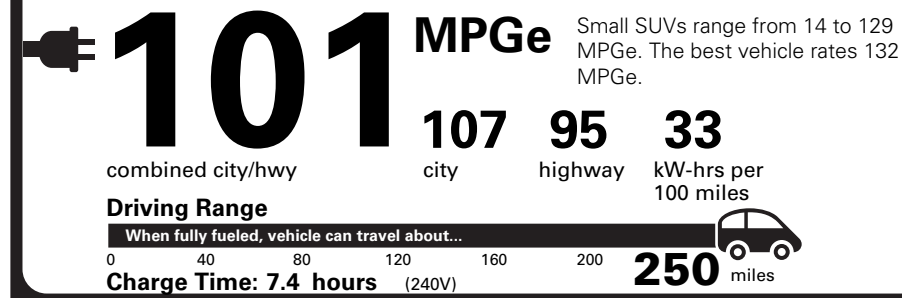 101 MPGe
Small SUVs range from 14 to 129
MPGe. The best vehicle rates 132
MPGe.
107 95 33
combined city/hwy city highway kW-hrs per
100 miles
Driving Range
When fully fueled, vehicle can travel about...
0 40 80 120 160 200 250 miles
Charge Time: 7.4 hours (240V)